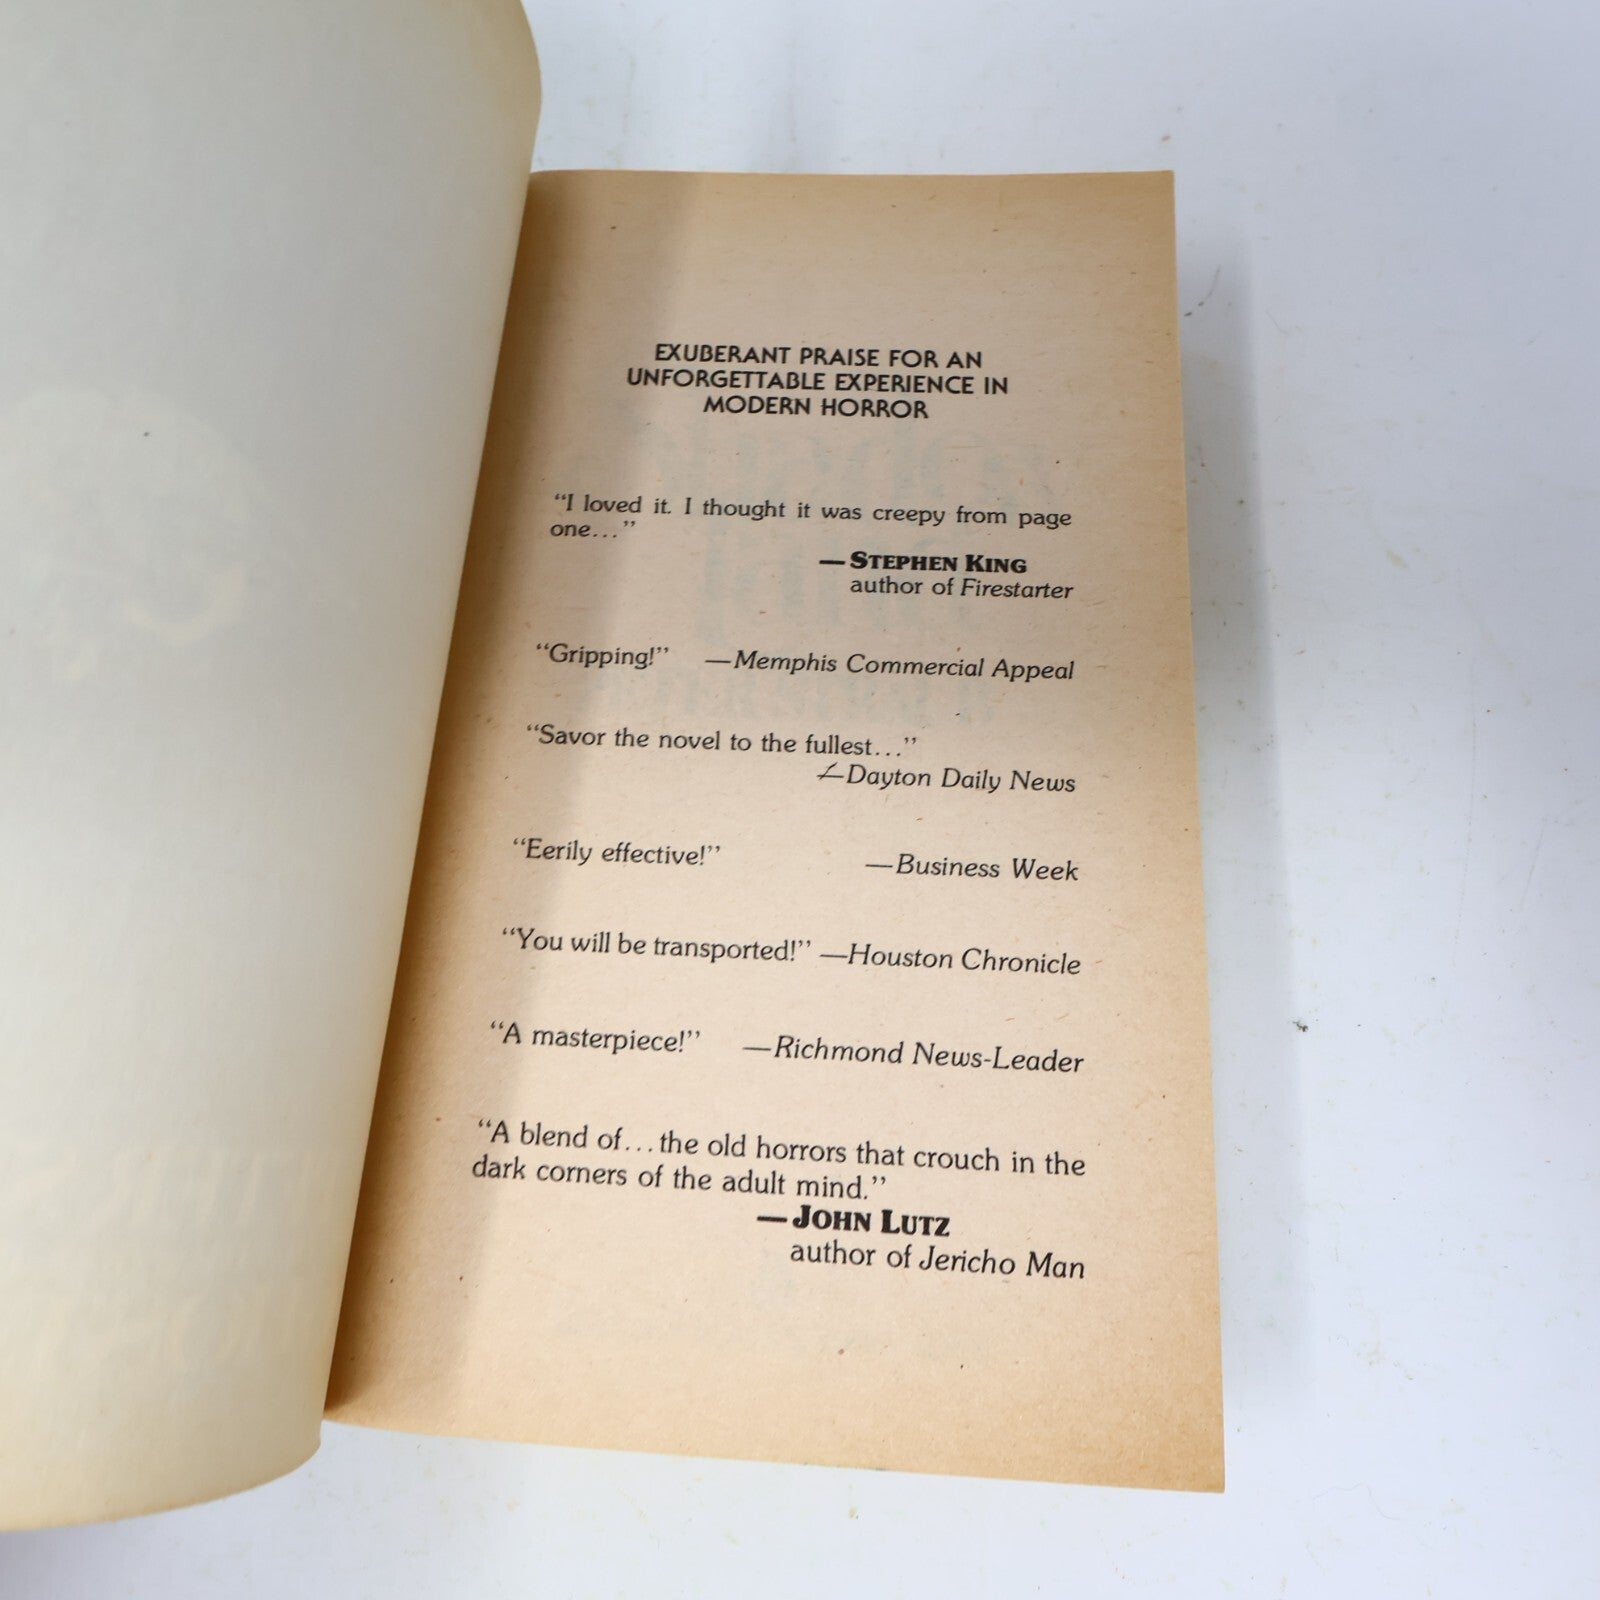 EXUBERANT PRAISE FOR AN
UNFORGETTABLE EXPERIENCE IN
MODERN HORROR
“I loved it. I thought it was creepy from page
one...”
—STEPHEN KING
author of Firestarter
“Gripping!” —Memphis Commercial Appeal
“Savor the novel to the fullest...”
—Dayton Daily News
“Eerily effective!” —Business Week
“You will be transported!” —Houston Chronicle
“A masterpiece!” —Richmond News-Leader
“A blend of...the old horrors that crouch in the
dark corners of the adult mind.”
—JOHN LUTZ
author of Jericho Man